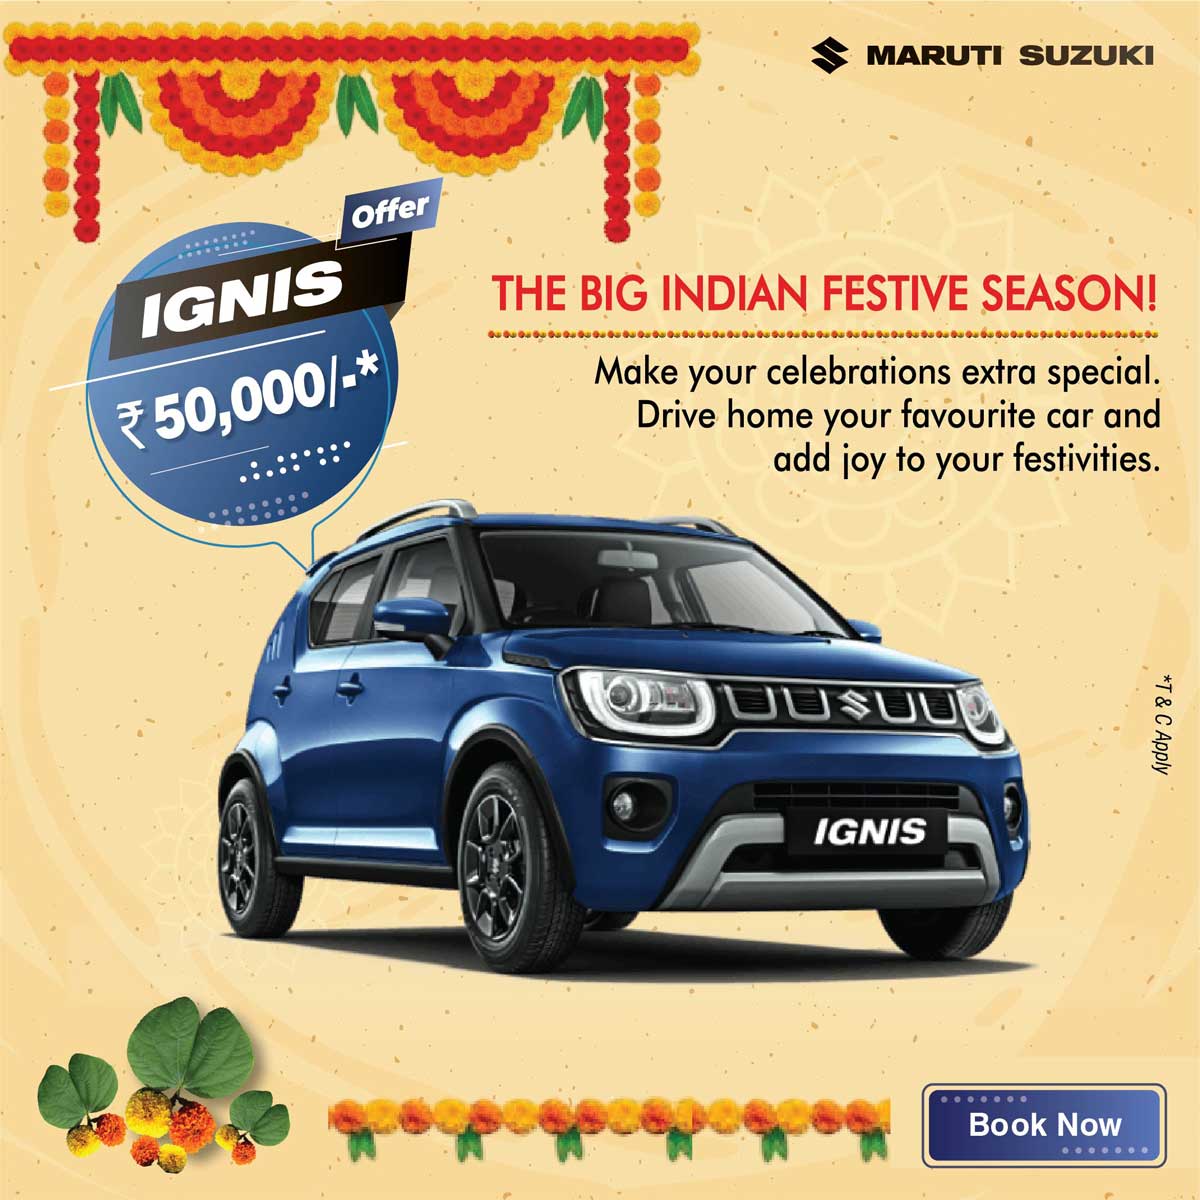 MARUTI SUZUKI
Offer
IGNIS
₹ 50,000/-*
THE BIG INDIAN FESTIVE SEASON!
Make your celebrations extra special.
Drive home your favourite car and
add joy to your festivities.
*T & C Apply
IGNIS
Book Now